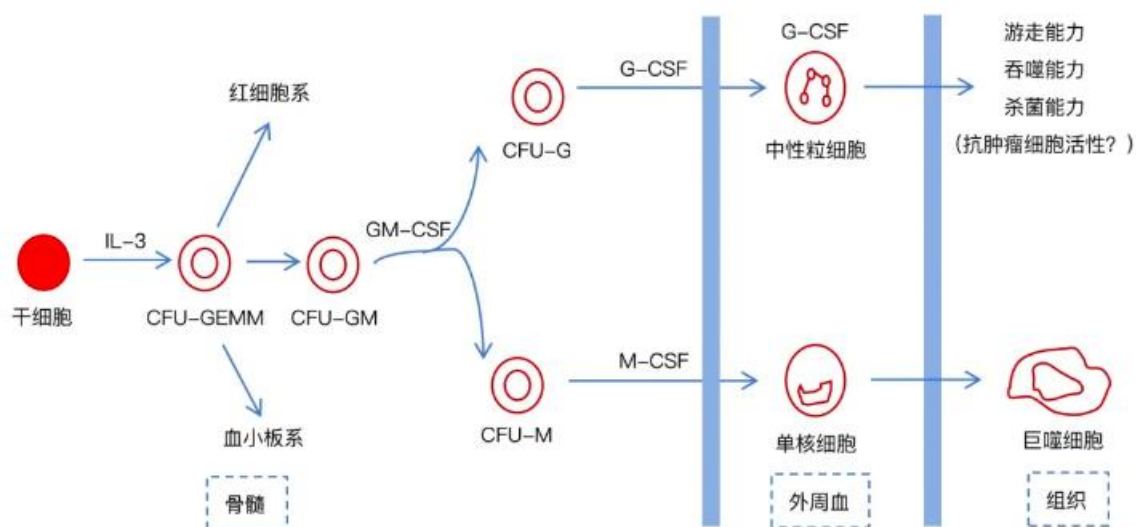 G-CSF
游走能力
吞噬能力
杀菌能力
(抗肿瘤细胞活性？)
G-CSF
中性粒细胞
CFU-G
红细胞系
GM-CSF
IL-3
干细胞
CFU-GEMM
CFU-GM
M-CSF
CFU-M
单核细胞
巨噬细胞
血小板系
骨髓
外周血
组织